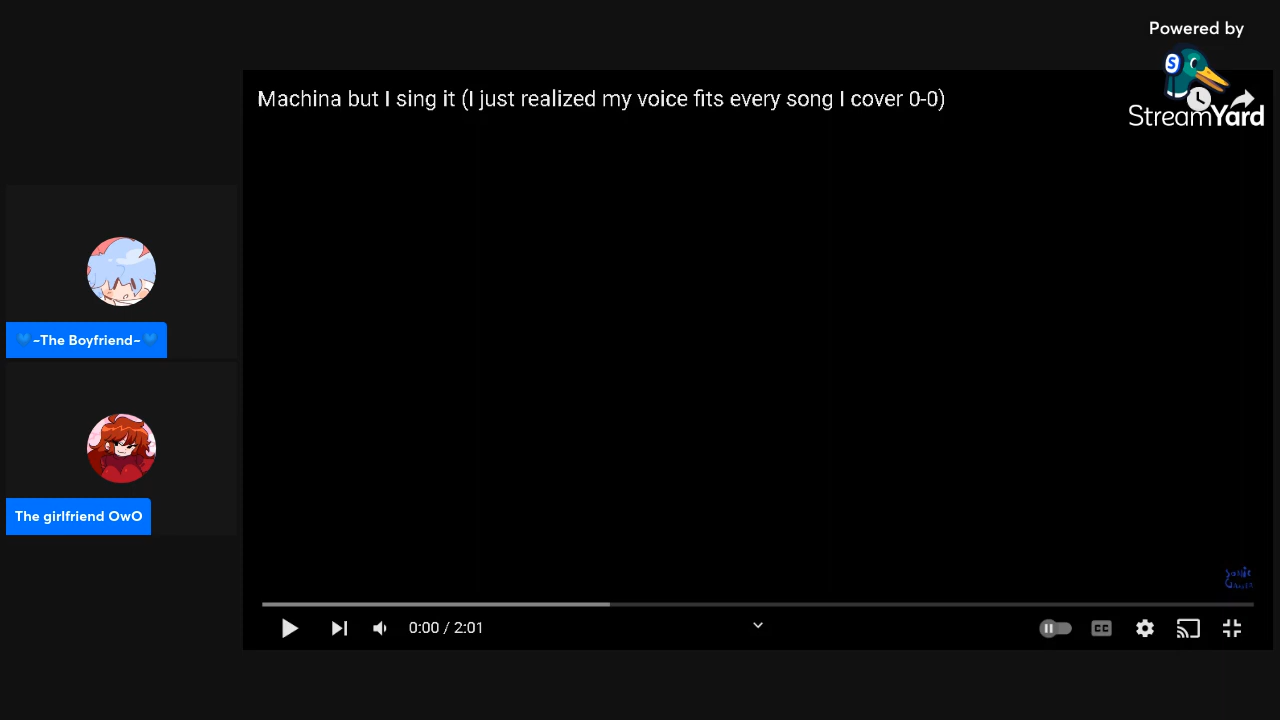 Powered by
StreamYard
Machina but I sing it (I just realized my voice fits every song I cover 0-0)
💙~The Boyfriend~💙
The girlfriend OwO
0:00 / 2:01
CC